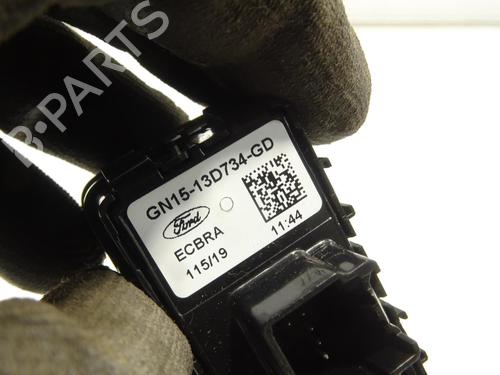 B-PARTS
GN15-13D734-GD
Ford
ECBRA
115/19
11:44